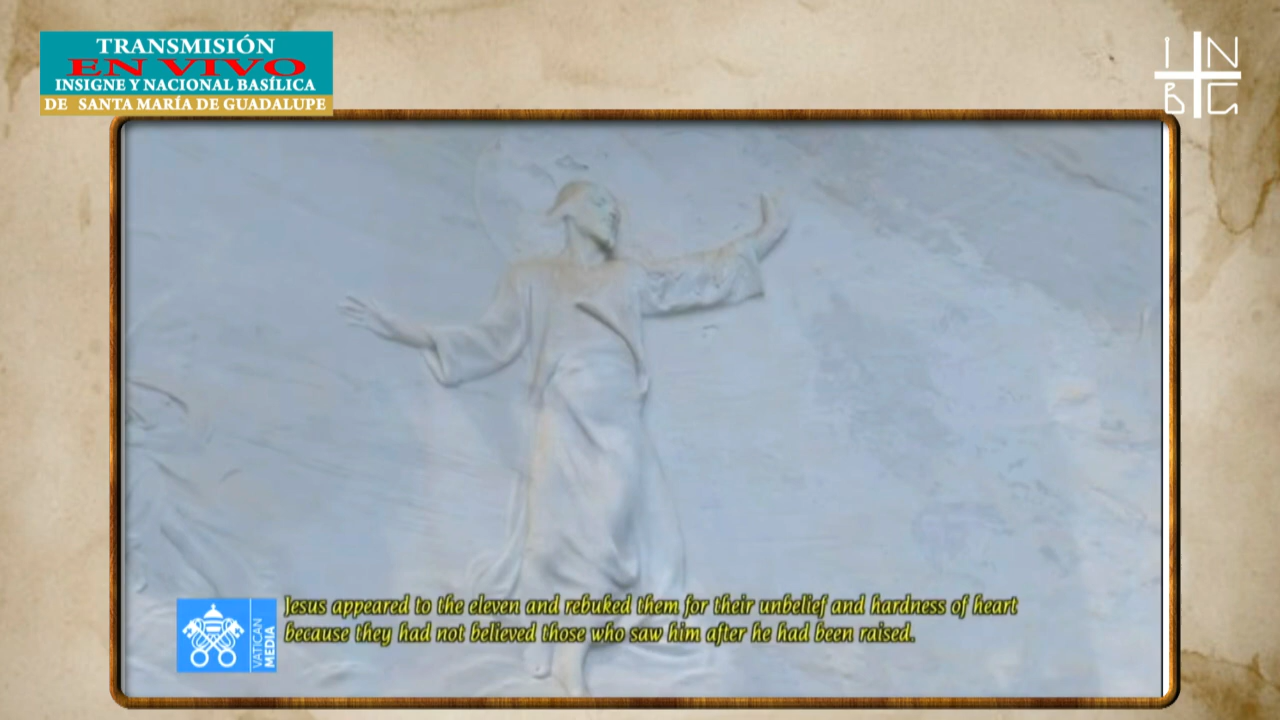 TRANSMISIÓN
EN VIVO
INSIGNE Y NACIONAL BASÍLICA
DE SANTA MARÍA DE GUADALUPE
I N
B G
Jesus appeared to the eleven and rebuked them for their unbelief and hardness of heart
because they had not believed those who saw him after he had been raised.
VATICAN
MEDIA